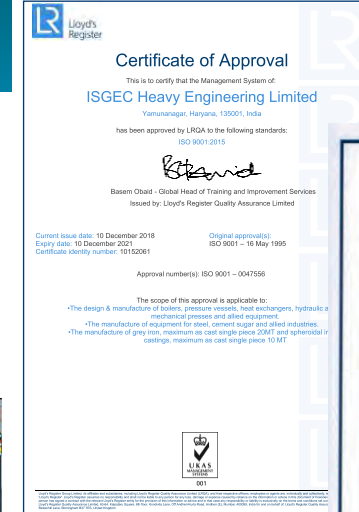 Lloyd's
Register
Certificate of Approval
This is to certify that the Management System of:
ISGEC Heavy Engineering Limited
Yamunanagar, Haryana, 135001, India
has been approved by LRQA to the following standards:
ISO 9001:2015
Basem Obaid - Global Head of Training and Improvement Services
Issued by: Lloyd's Register Quality Assurance Limited
Current issue date: 10 December 2018
Expiry date: 10 December 2021
Certificate identity number: 10152061
Original approval(s):
ISO 9001 – 16 May 1995
Approval number(s): ISO 9001 – 0047556
The scope of this approval is applicable to:
•The design & manufacture of boilers, pressure vessels, heat exchangers, hydraulic a
mechanical presses and allied equipment.
•The manufacture of equipment for steel, cement sugar and allied industries.
•The manufacture of grey iron, maximum as cast single piece 20MT and spheroidal ir
castings, maximum as cast single piece 10 MT
UKAS
MANAGEMENT
SYSTEMS
001